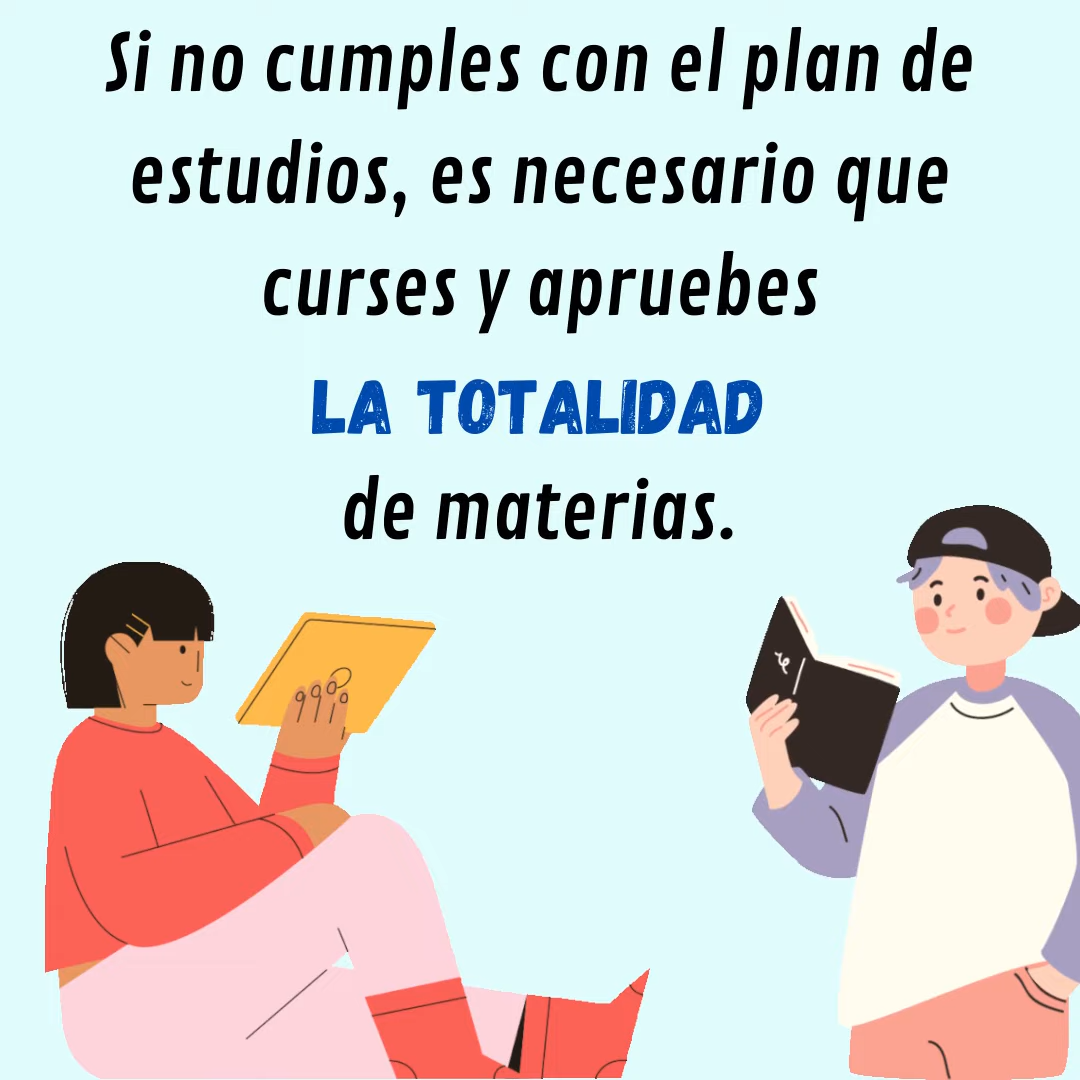 Si no cumples con el plan de
estudios, es necesario que
curses y apruebes
LA TOTALIDAD
de materias.